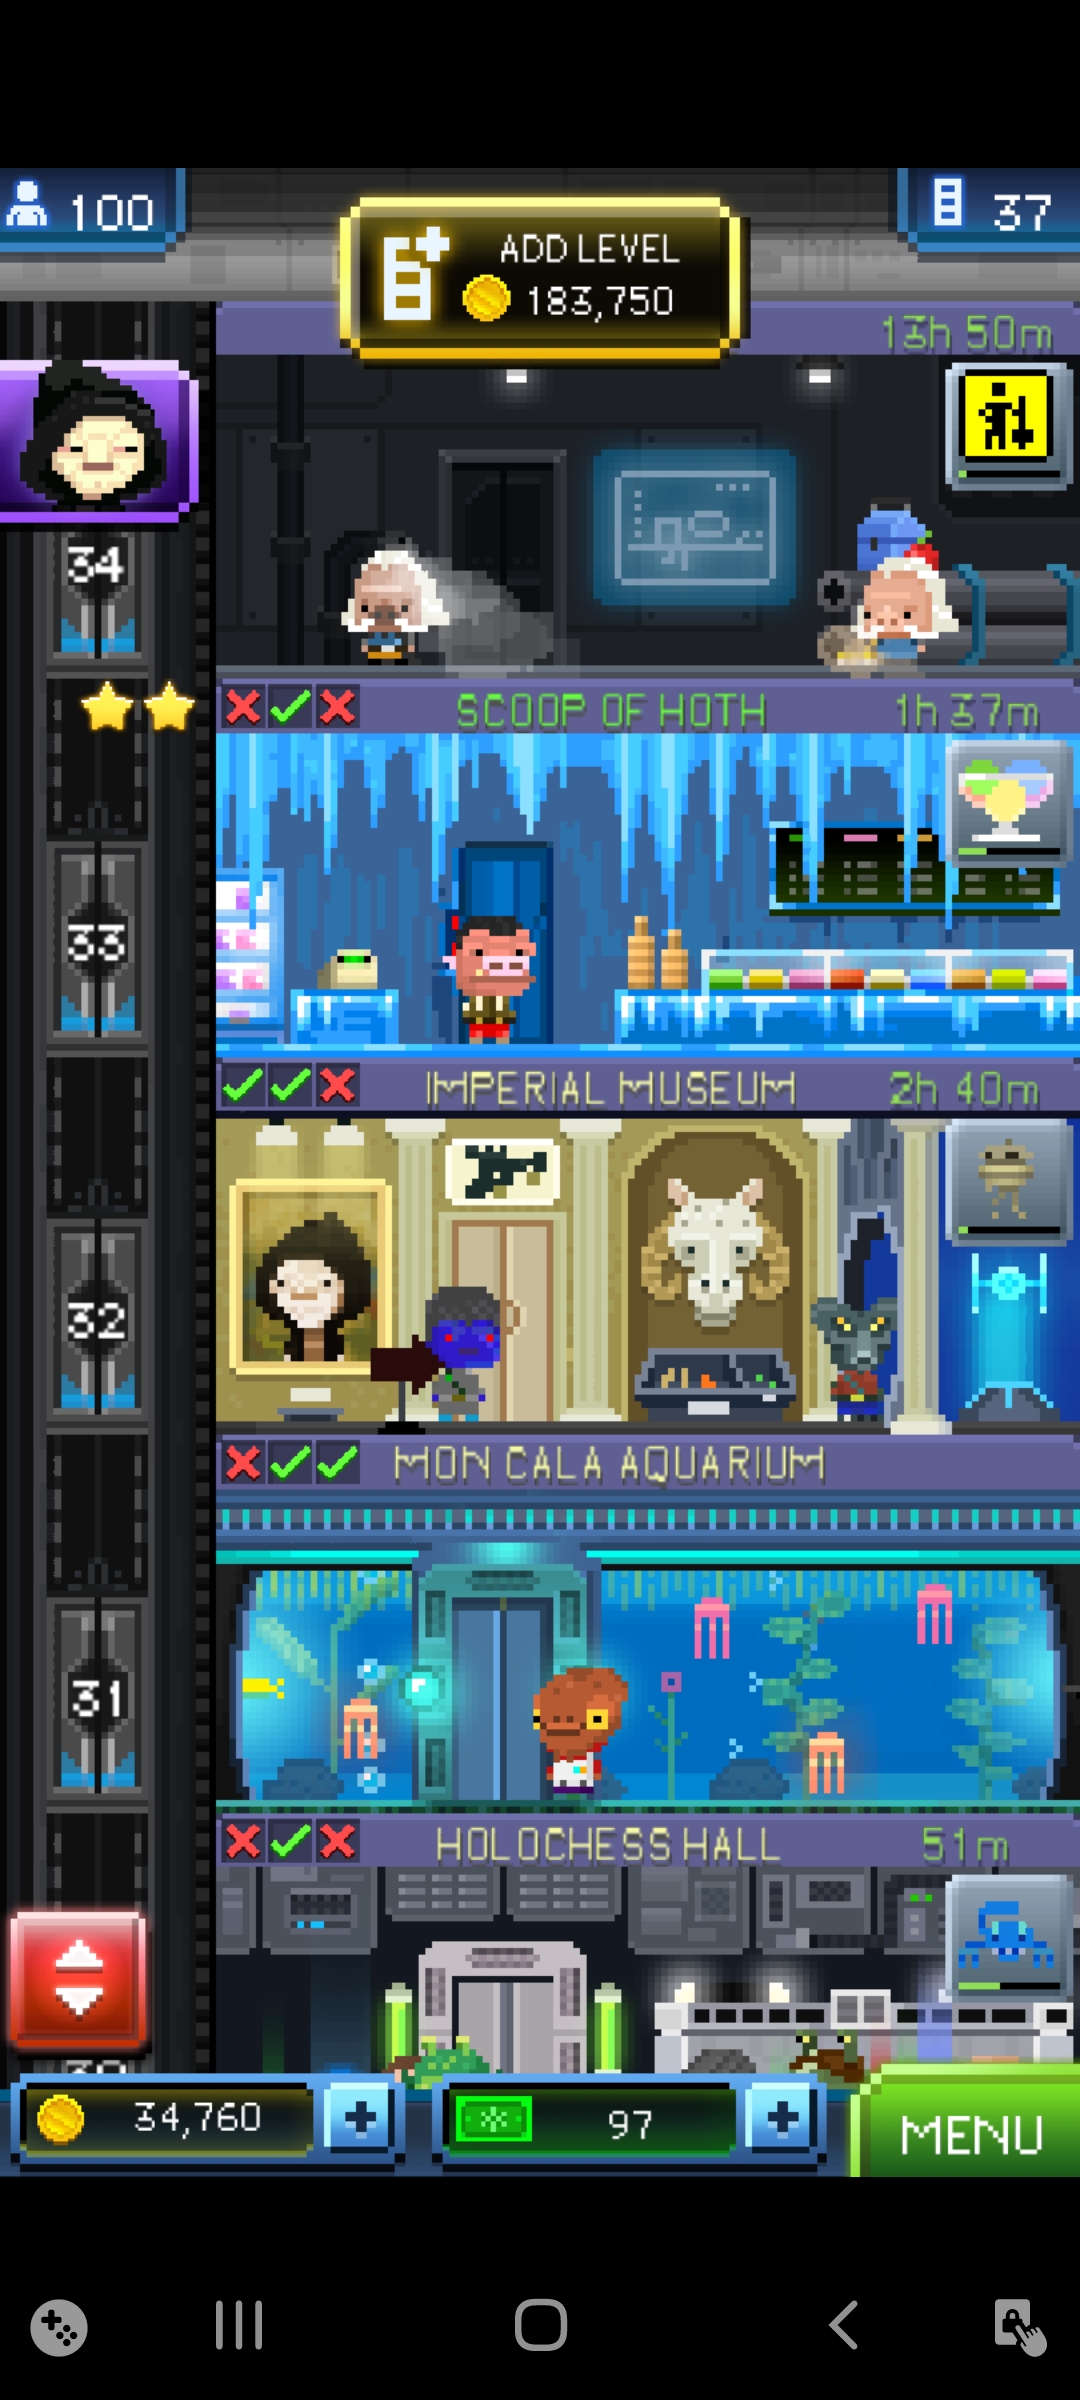 100
ADD LEVEL
183,750
37
13h 50m
34
SCOOP OF HOTH
1h 37m
33
IMPERIAL MUSEUM
2h 40m
32
MON CALA AQUARIUM
31
HOLOCHESS HALL
51m
34,760
97
MENU